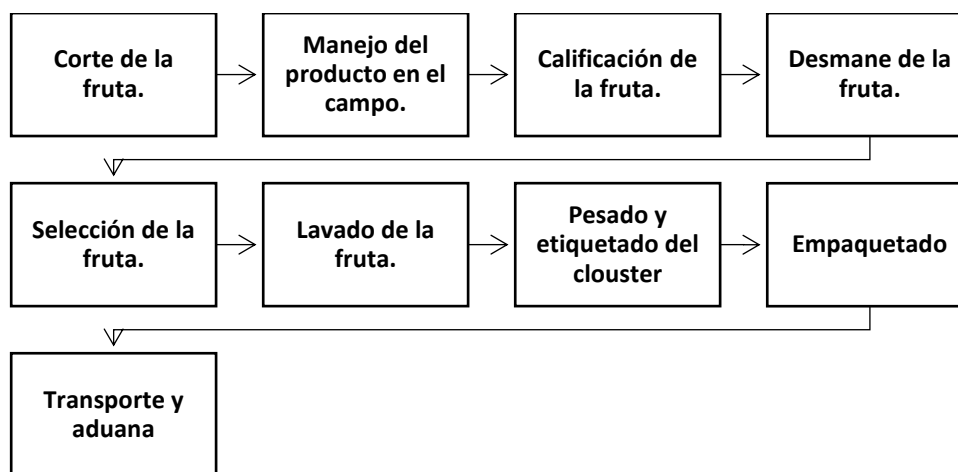 Corte de la
fruta.
Manejo del
producto en el
campo.
Calificación de
la fruta.
Desmane de la
fruta.
Selección de la
fruta.
Lavado de la
fruta.
Pesado y
etiquetado del
clouster
Empaquetado
Transporte y
aduana